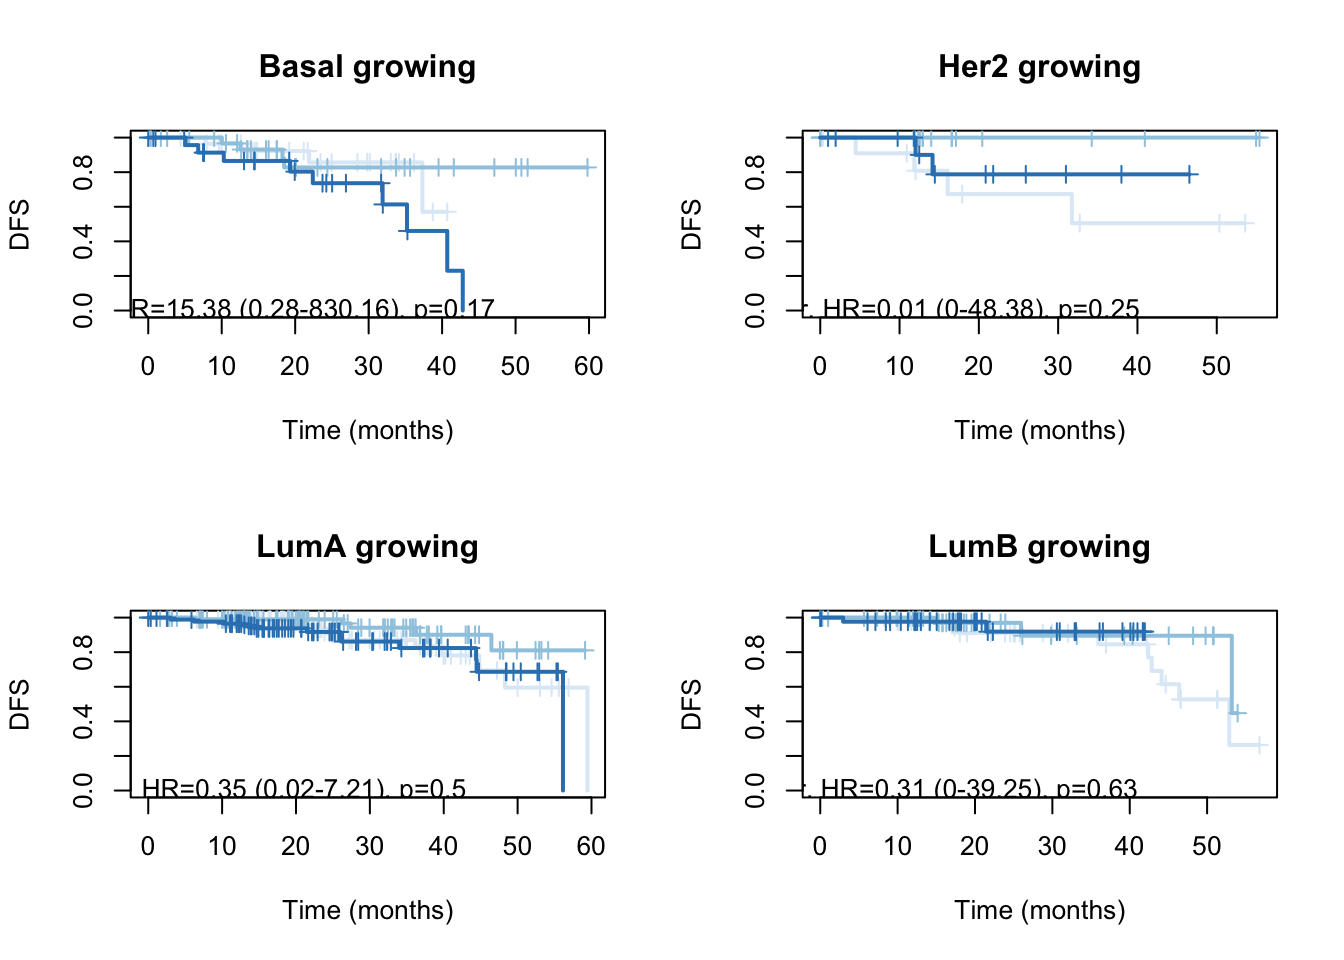 Basal growing
DFS
0.0 0.4 0.8
R=15.38 (0.28-830.16), p=0.17
0 10 20 30 40 50 60
Time (months)
Her2 growing
DFS
0.0 0.4 0.8
HR=0.01 (0-48.38), p=0.25
0 10 20 30 40 50
Time (months)
LumA growing
DFS
0.0 0.4 0.8
HR=0.35 (0.02-7.21), p=0.5
0 10 20 30 40 50 60
Time (months)
LumB growing
DFS
0.0 0.4 0.8
HR=0.31 (0-39.25), p=0.63
0 10 20 30 40 50
Time (months)